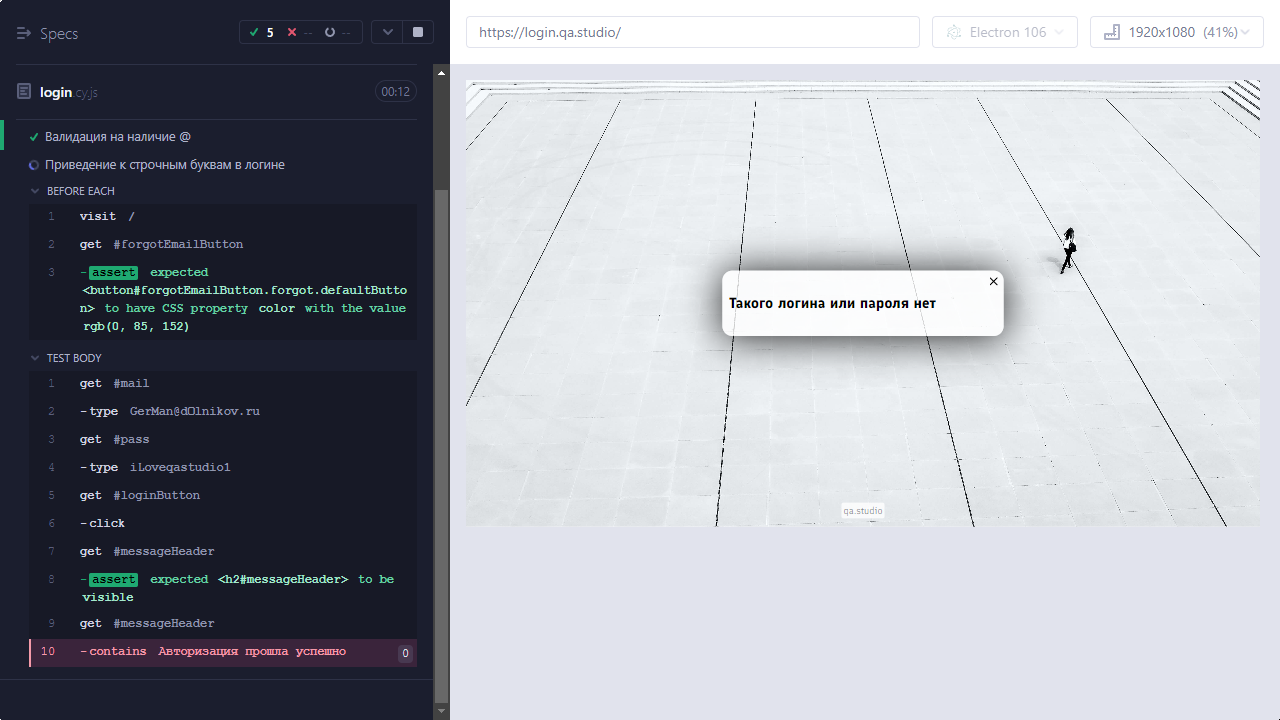 Specs
5
--
--
https://login.qa.studio/
Electron 106
1920x1080 (41%)
login.cy.js
00:12
Валидация на наличие @
Приведение к строчным буквам в логине
BEFORE EACH
1 visit /
2 get #forgotEmailButton
3 -assert expected
<button#forgotEmailButton.forgot.defaultButto
n> to have CSS property color with the value
rgb(0, 85, 152)
TEST BODY
1 get #mail
2 -type GerMan@dOlnikov.ru
3 get #pass
4 -type iLoveqastudio1
5 get #loginButton
6 -click
7 get #messageHeader
8 -assert expected <h2#messageHeader> to be
visible
9 get #messageHeader
10 -contains Авторизация прошла успешно 0
Такого логина или пароля нет
qa.studio